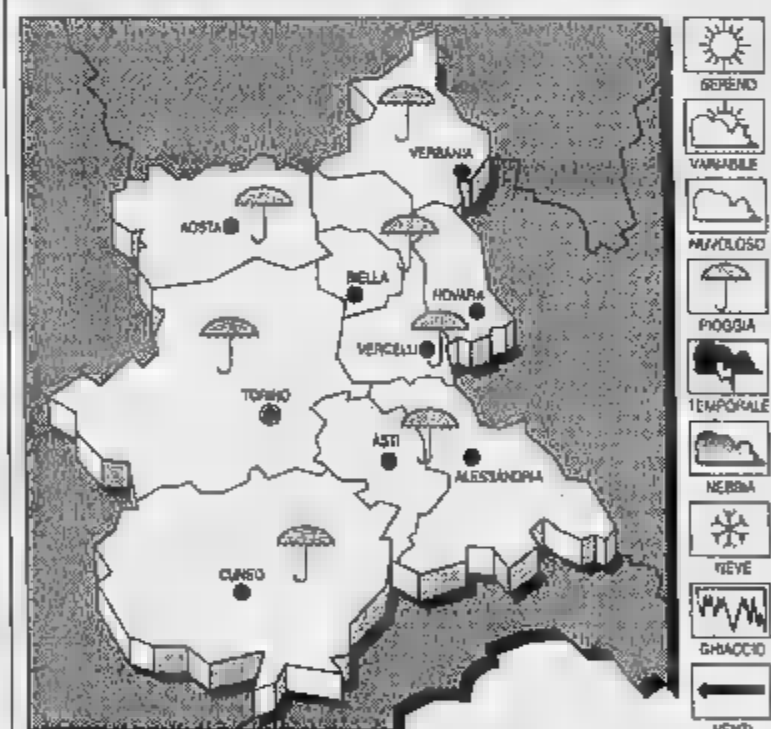 VERBANIA
AOSTA
BIELLA
NOVARA
VERCELLI
TORINO
ASTI
ALESSANDRIA
CUNEO
SERENO
VARIABILE
NUVOLOSO
PIOGGIA
TEMPORALE
NEBBIA
NEVE
GHIACCIO